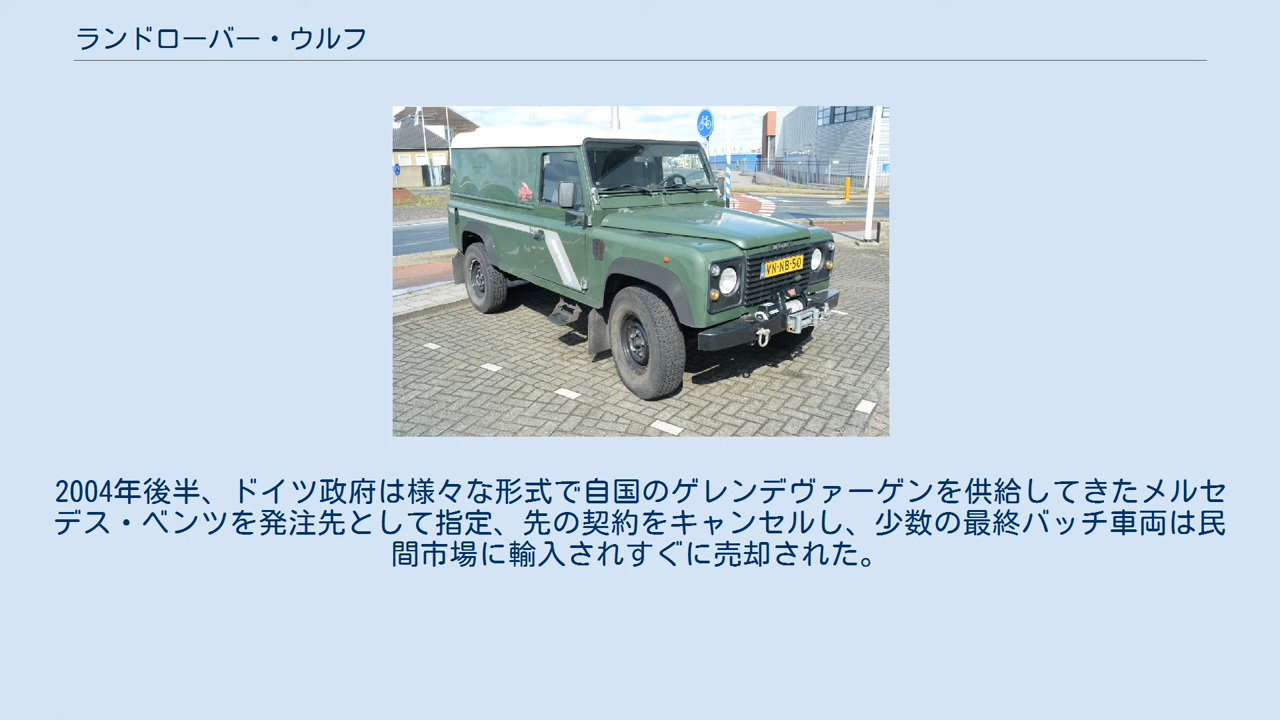 ランドローバー・ウルフ
VN-NB-50
2004年後半、ドイツ政府は様々な形式で自国のゲレンデヴァーゲンを供給してきたメルセ
デス・ベンツを発注先として指定、先の契約をキャンセルし、少数の最終バッチ車両は民
間市場に輸入されすぐに売却された。